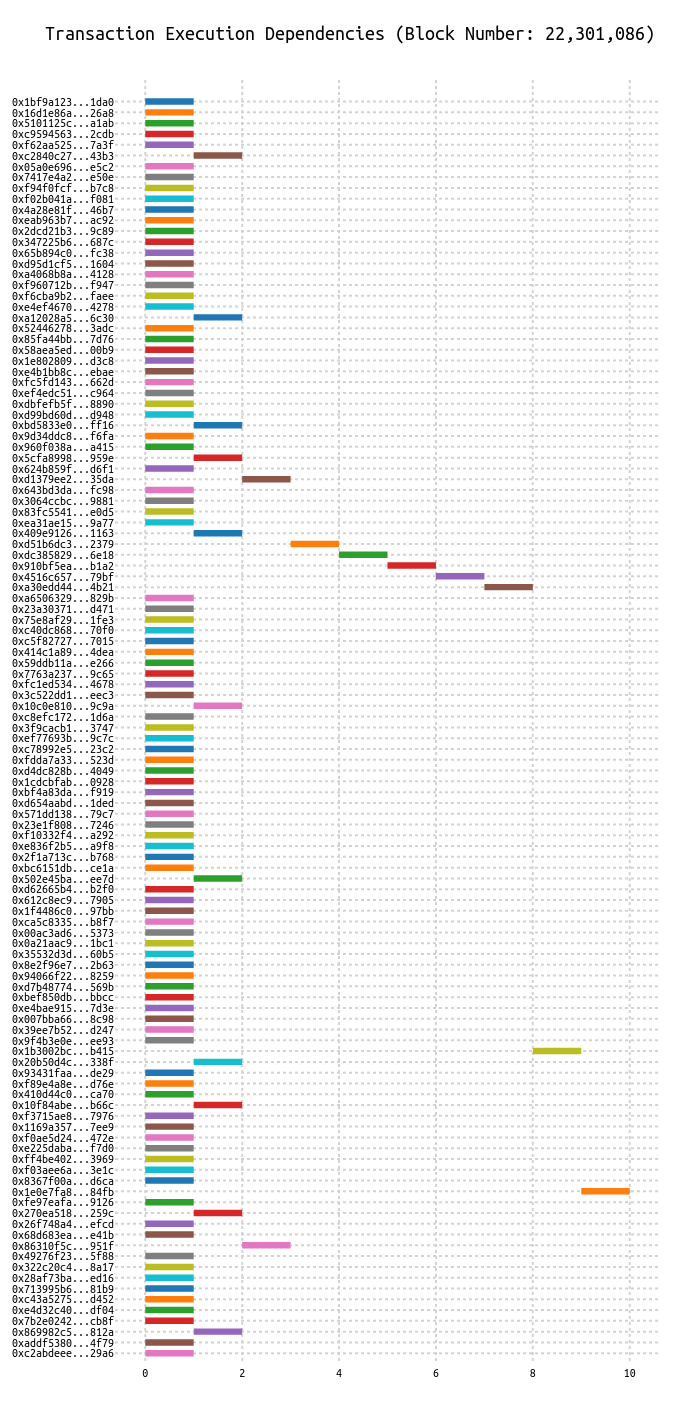 Transaction Execution Dependencies (Block Number: 22,301,086)
0x1bf9a123...1da0
0x16d1e86a...26a8
0x5101125c...a1ab
0xc9594563...2cdb
0xf62aa525...7a3f
0xc2840c27...43b3
0x05a0e696...e5c2
0x7417e4a2...e50e
0xf94f0fcf...b7c8
0xf02b041a...f081
0x4a28e81f...46b7
0xeab963b7...ac92
0x2dcd21b3...9c89
0x347225b6...687c
0x65b894c0...fc38
0xd95d1cf5...1604
0xa4068b8a...4128
0xf960712b...f947
0xf6cba9b2...faee
0xe4ef4670...4278
0xa12028a5...6c30
0x52446278...3adc
0x85fa44bb...7d76
0x58aea5ed...00b9
0x1e802809...d3c8
0xe4b1bb8c...ebae
0xfc5fd143...662d
0xef4edc51...c964
0xdbfefb5f...8890
0xd99bd60d...d948
0xbd5833e0...ff16
0x9d34ddc8...f6fa
0x960f038a...a415
0x5cfa8998...959e
0x624b859f...d6f1
0xd1379ee2...35da
0x643bd3da...fc98
0x3064ccbc...9881
0x83fc5541...e0d5
0xea31ae15...9a77
0x409e9126...1163
0xd51b6dc3...2379
0xdc385829...6e18
0x910bf5ea...b1a2
0x4516c657...79bf
0xa30edd44...4b21
0xa6506329...829b
0x23a30371...d471
0x75e8af29...1fe3
0xc40dc868...70f0
0xc5f82727...7015
0x414c1a89...4dea
0x59ddb11a...e266
0x7763a237...9c65
0xfc1ed534...4678
0x3c522dd1...eec3
0x10c0e810...9c9a
0xc8efc172...1d6a
0x3f9cacb1...3747
0xef77693b...9c7c
0xc78992e5...23c2
0xfdda7a33...523d
0xd4dc828b...4049
0x1cdcbfab...0928
0xbf4a83da...f919
0xd654aabd...1ded
0x571dd138...79c7
0x23e1f808...7246
0xf10332f4...a292
0xe836f2b5...a9f8
0x2f1a713c...b768
0xbc6151db...ce1a
0x502e45ba...ee7d
0xd62665b4...b2f0
0x612c8ec9...7905
0x1f4486c0...97bb
0xca5c8335...b8f7
0x00ac3ad6...5373
0x0a21aac9...1bc1
0x35532d3d...60b5
0x8e2f96e7...2b63
0x94066f22...8259
0xd7b48774...569b
0xbef850db...bbcc
0xe4bae915...7d3e
0x007bba66...8c98
0x39ee7b52...d247
0x9f4b3e0e...ee93
0x1b3002bc...b415
0x20b50d4c...338f
0x93431faa...de29
0xf89e4a8e...d76e
0x410d44c0...ca70
0x10f84abe...b66c
0xf3715ae8...7976
0x1169a357...7ee9
0xf0ae5d24...472e
0xe225daba...f7d0
0xff4be402...3969
0xf03aee6a...3e1c
0x8367f00a...d6ca
0x1e0e7fa8...84fb
0xfe97eafa...9126
0x270ea518...259c
0x26f748a4...efcd
0x68d683ea...e41b
0x86310f5c...951f
0x49276f23...5f88
0x322c20c4...8a17
0x28af73ba...ed16
0x713995b6...81b9
0xc43a5275...d452
0xe4d32c40...df04
0x7b2e0242...cb8f
0x869982c5...812a
0xaddf5380...4f79
0xc2abdeee...29a6
0 2 4 6 8 10